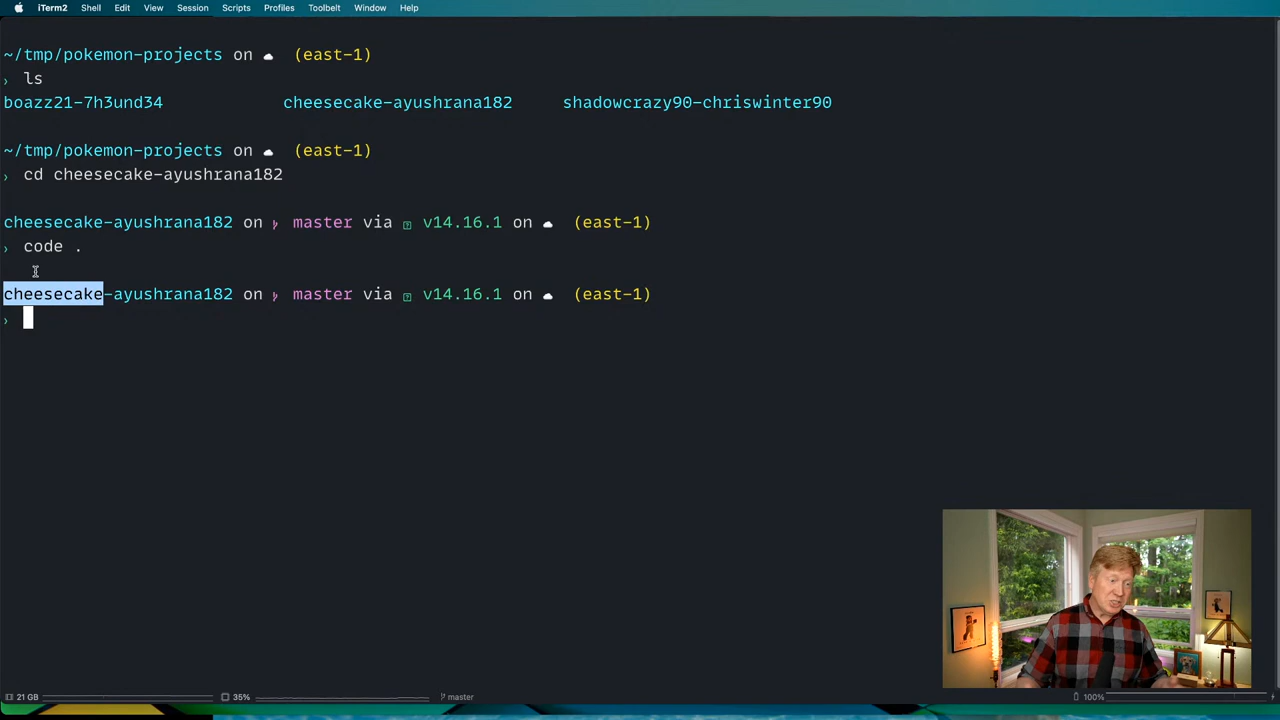 iTerm2 Shell Edit View Session Scripts Profiles Toolbelt Window Help
~/tmp/pokemon-projects on (east-1)
› ls
boazz21-7h3und34 cheesecake-ayushrana182 shadowcrazy90-chriswinter90
~/tmp/pokemon-projects on (east-1)
› cd cheesecake-ayushrana182
cheesecake-ayushrana182 on master via v14.16.1 on (east-1)
› code .
cheesecake-ayushrana182 on master via v14.16.1 on (east-1)
›
21 GB 35% master 100%